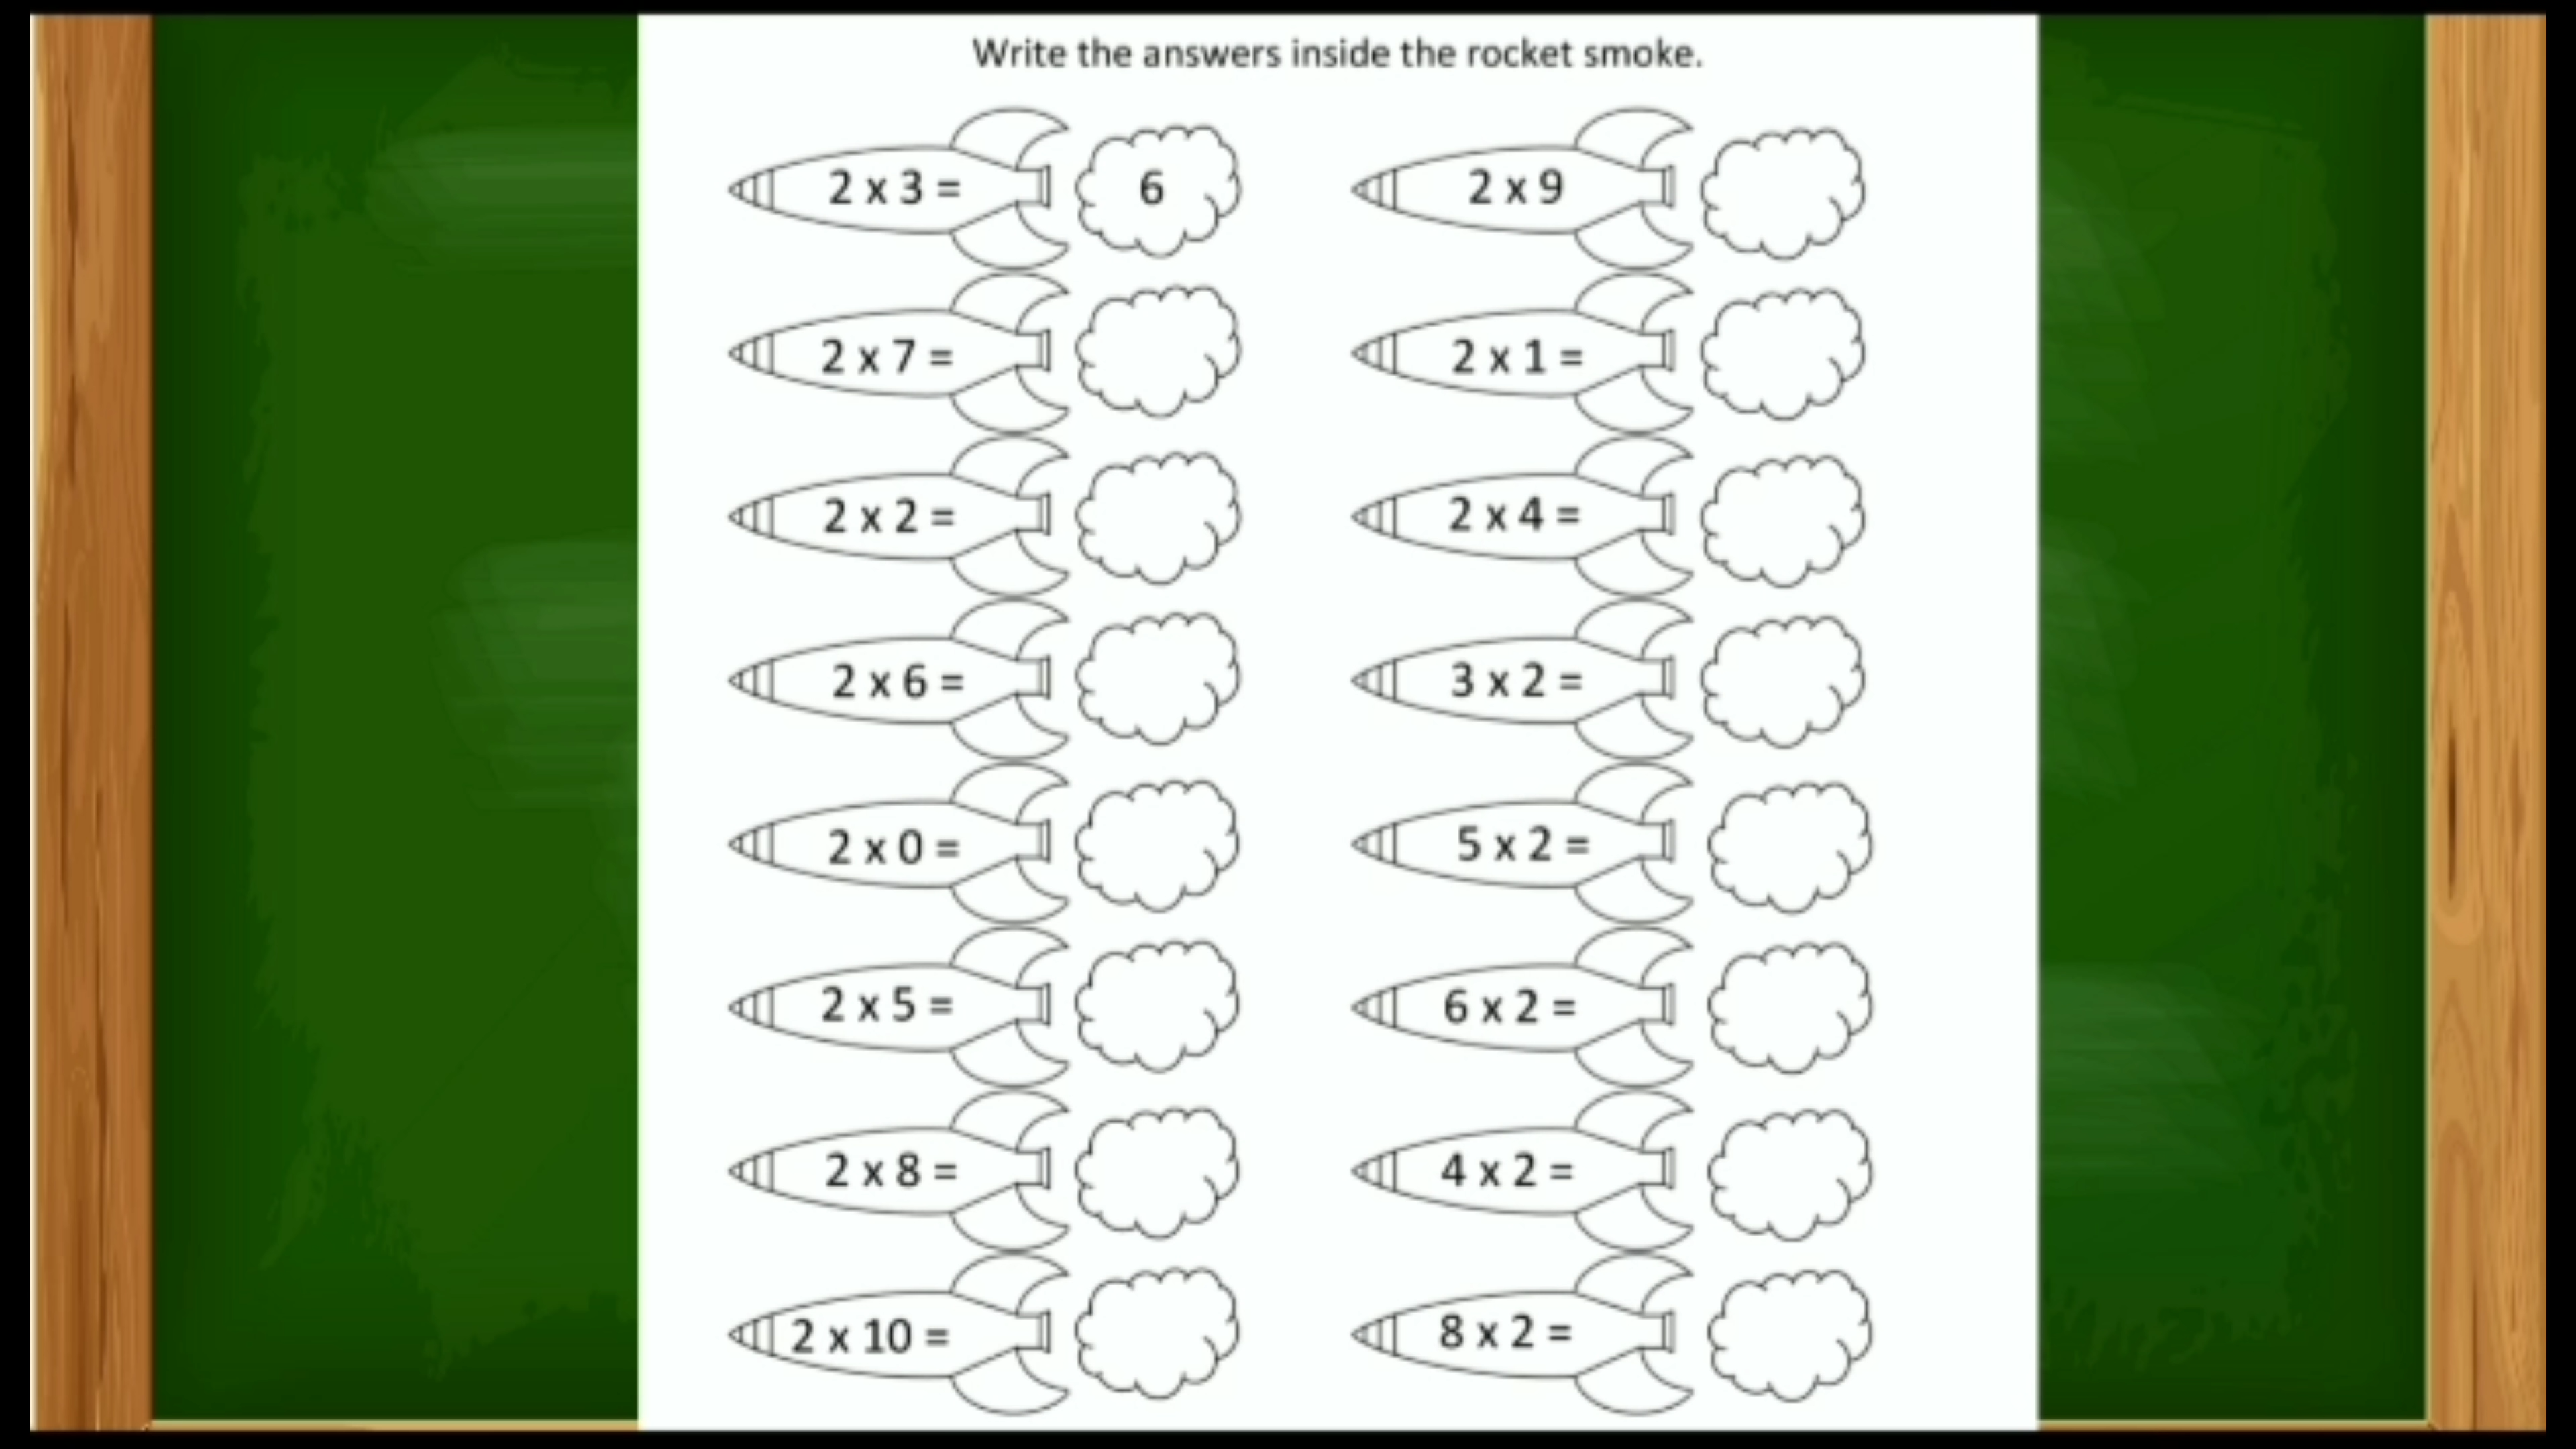 Write the answers inside the rocket smoke.
2 x 3 = 6
2 x 9
2 x 7 =
2 x 1 =
2 x 2 =
2 x 4 =
2 x 6 =
3 x 2 =
2 x 0 =
5 x 2 =
2 x 5 =
6 x 2 =
2 x 8 =
4 x 2 =
2 x 10 =
8 x 2 =